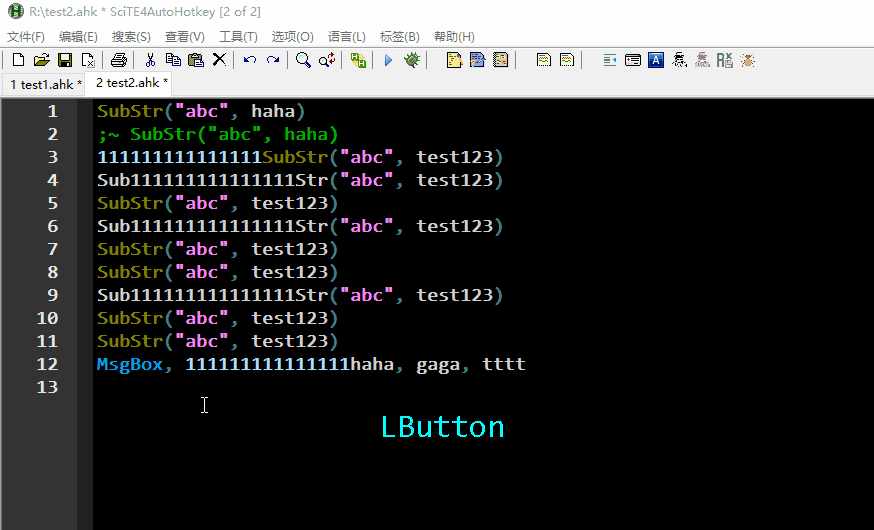 R:\test2.ahk * SciTE4AutoHotkey [2 of 2]
文件(F) 编辑(E) 搜索(S) 查看(V) 工具(T) 选项(O) 语言(L) 标签(B) 帮助(H)
1 test1.ahk * 2 test2.ahk *
1 SubStr("abc", haha)
2 ;~ SubStr("abc", haha)
3 111111111111111SubStr("abc", test123)
4 Sub111111111111111Str("abc", test123)
5 SubStr("abc", test123)
6 Sub111111111111111Str("abc", test123)
7 SubStr("abc", test123)
8 SubStr("abc", test123)
9 Sub111111111111111Str("abc", test123)
10 SubStr("abc", test123)
11 SubStr("abc", test123)
12 MsgBox, 111111111111111haha, gaga, tttt
13
LButton